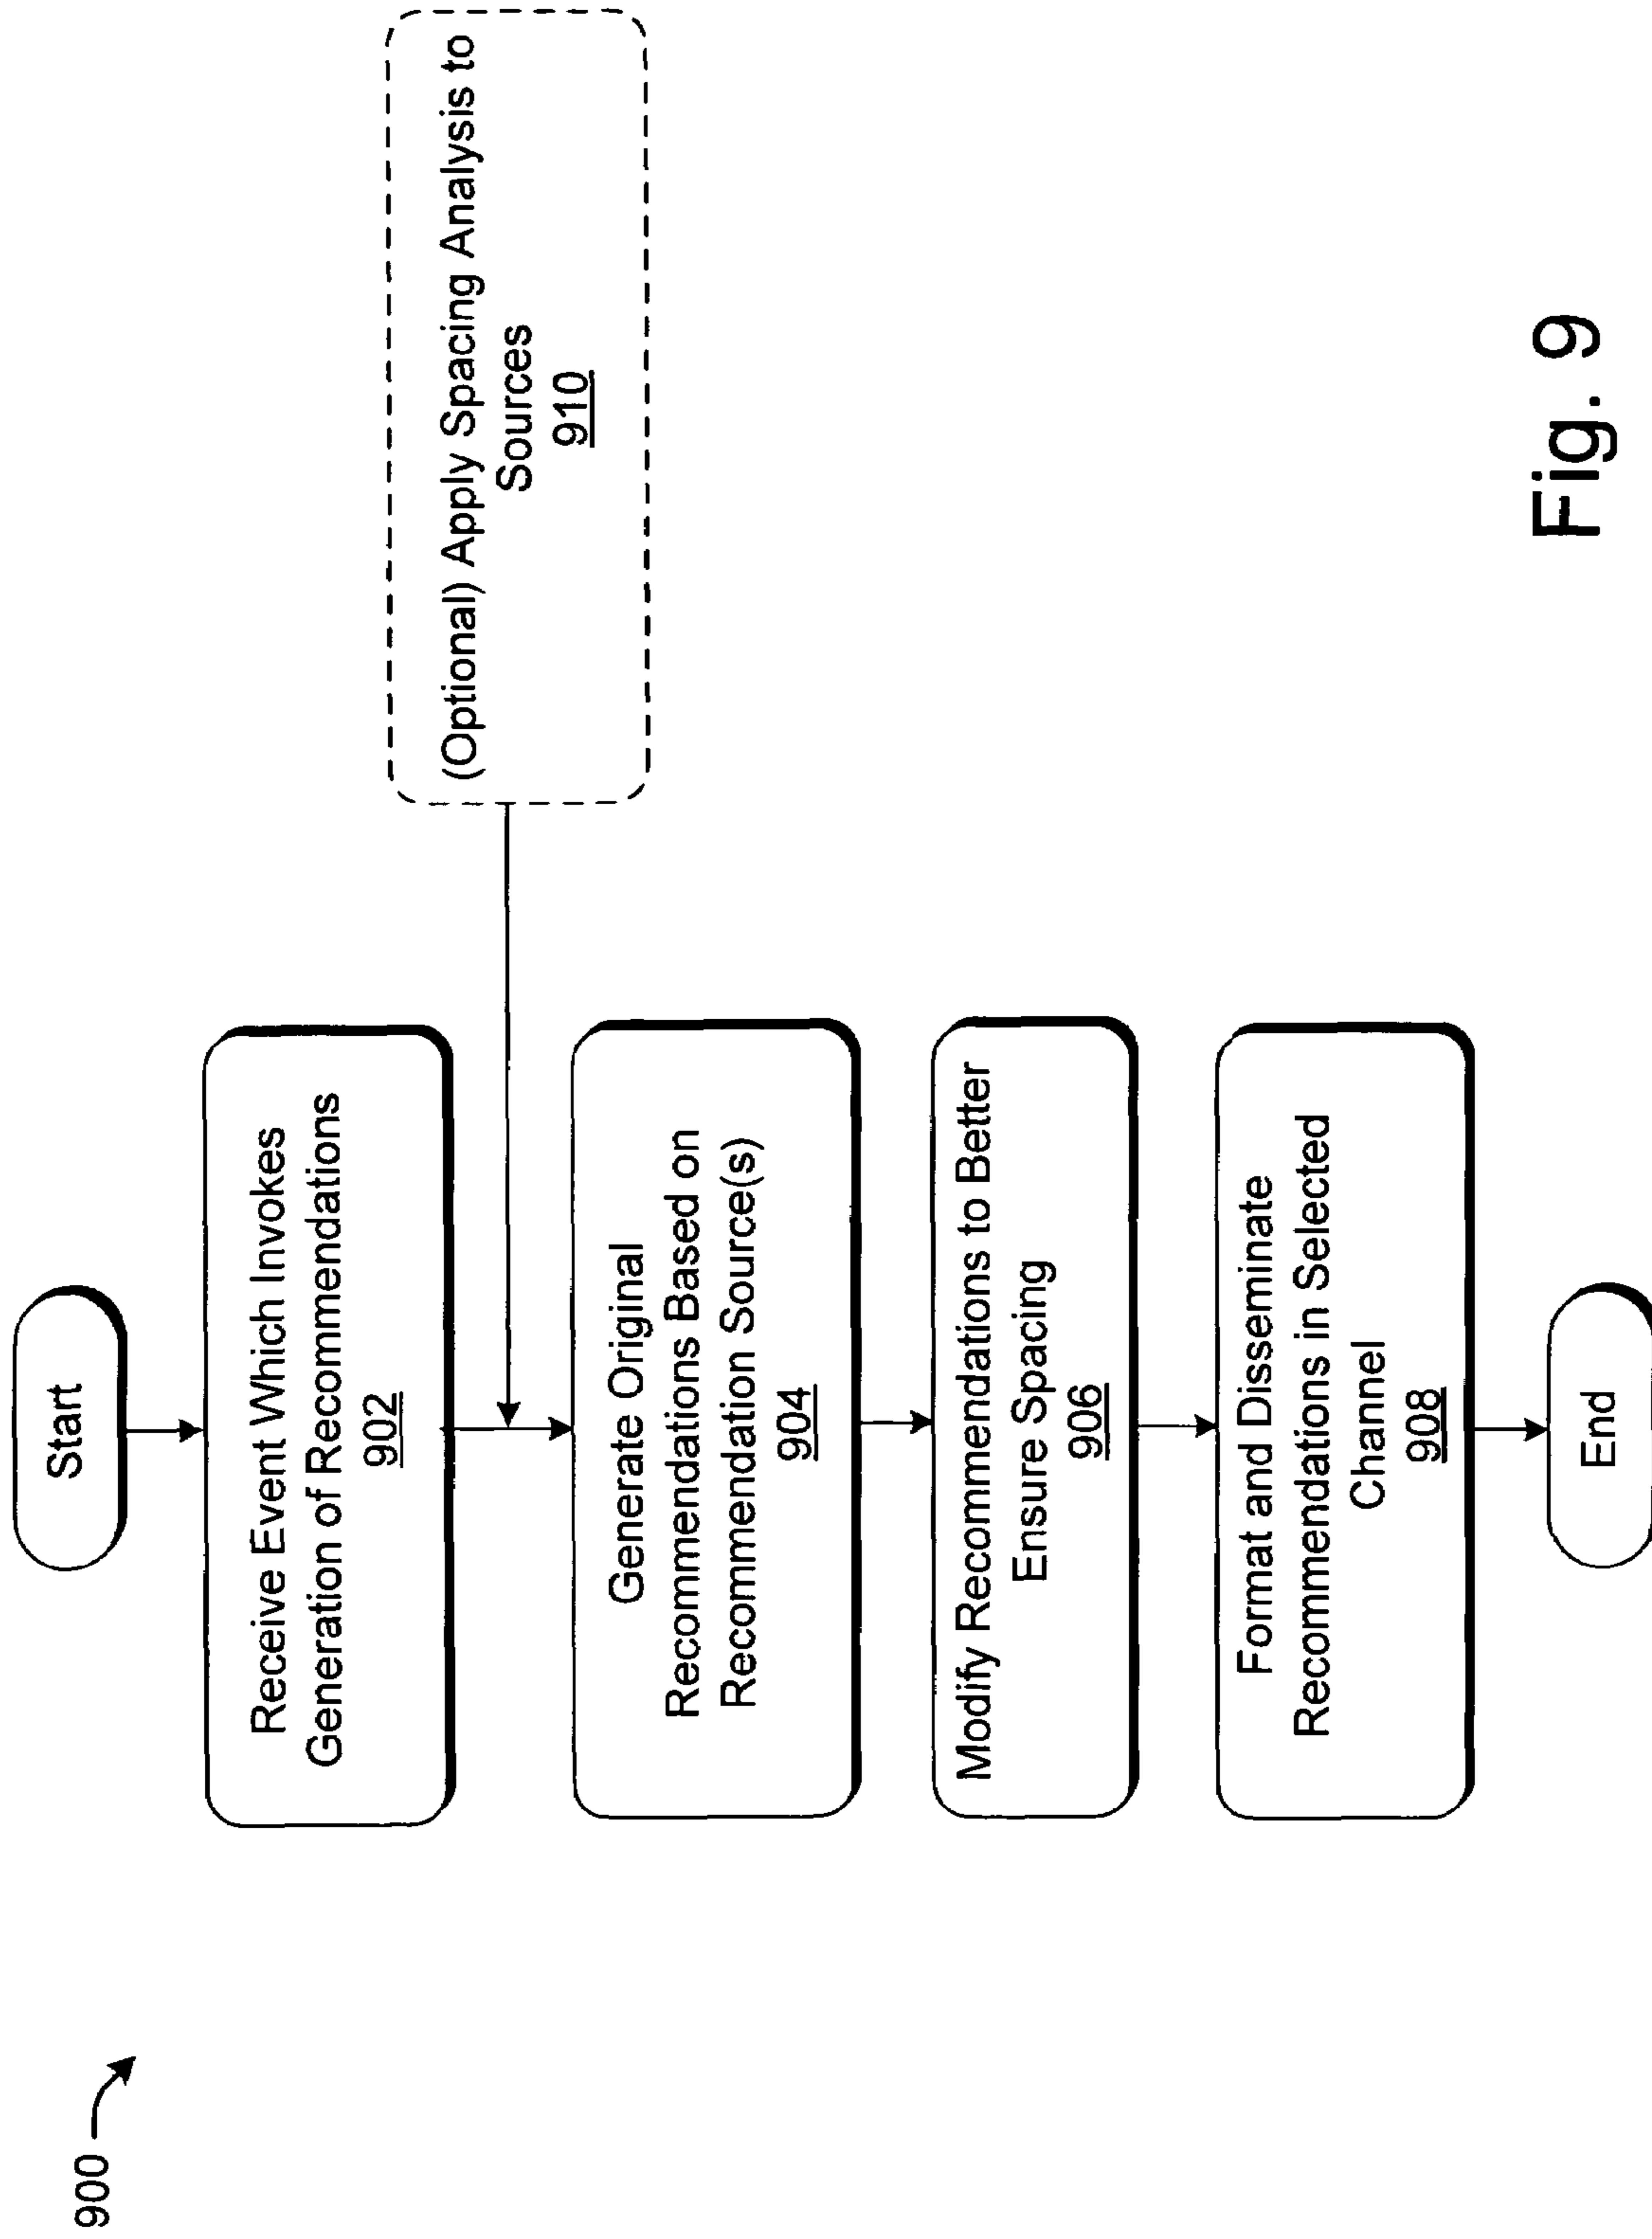 900
Start
Receive Event Which Invokes
Generation of Recommendations
902
(Optional) Apply Spacing Analysis to
Sources
910
Generate Original
Recommendations Based on
Recommendation Source(s)
904
Modify Recommendations to Better
Ensure Spacing
906
Format and Disseminate
Recommendations in Selected
Channel
908
End
Fig. 9